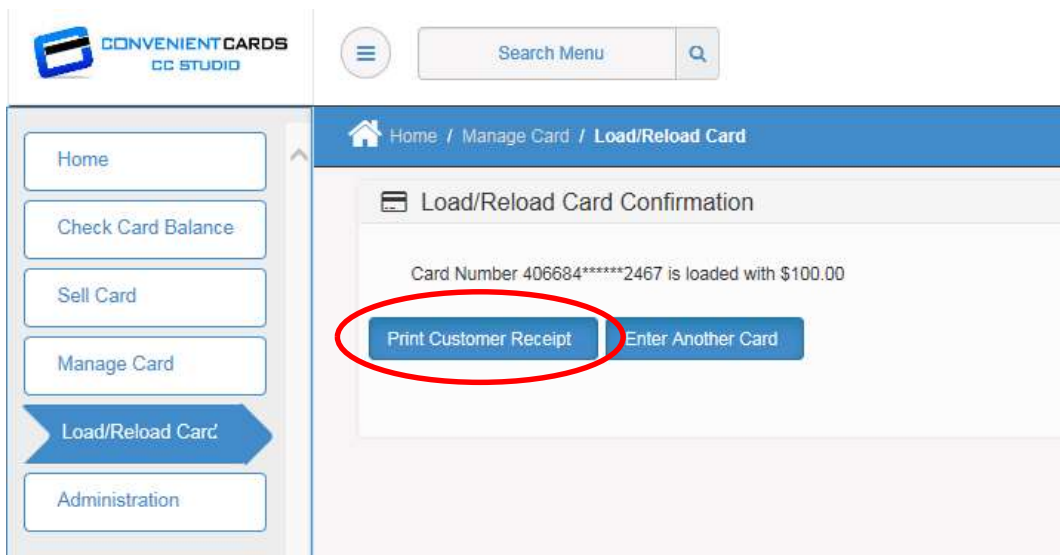 CONVENIENTCARDS
CC STUDIO
Search Menu
Home / Manage Card / Load/Reload Card
Home
Check Card Balance
Sell Card
Manage Card
Load/Reload Card
Administration
Load/Reload Card Confirmation
Card Number 406684******2467 is loaded with $100.00
Print Customer Receipt
Enter Another Card